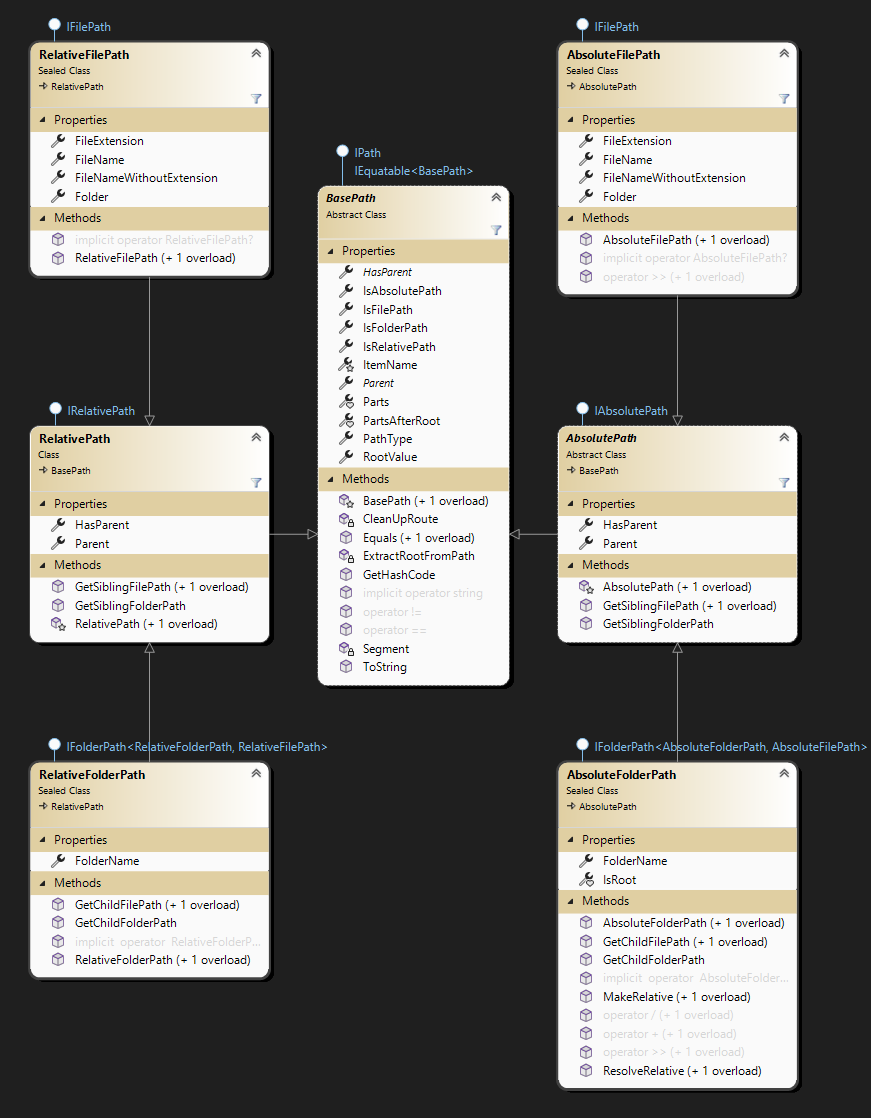 IFilePath
RelativeFilePath
Sealed Class
RelativePath
Properties
FileExtension
FileName
FileNameWithoutExtension
Folder
Methods
implicit operator RelativeFilePath?
RelativeFilePath (+ 1 overload)
IRelativePath
RelativePath
Class
BasePath
Properties
HasParent
Parent
Methods
GetSiblingFilePath (+ 1 overload)
GetSiblingFolderPath
RelativePath (+ 1 overload)
IFolderPath<RelativeFolderPath, RelativeFilePath>
RelativeFolderPath
Sealed Class
RelativePath
Properties
FolderName
Methods
GetChildFilePath (+ 1 overload)
GetChildFolderPath
implicit operator RelativeFolderP...
RelativeFolderPath (+ 1 overload)
IPath
IEquatable<BasePath>
BasePath
Abstract Class
Properties
HasParent
IsAbsolutePath
IsFilePath
IsFolderPath
IsRelativePath
ItemName
Parent
Parts
PartsAfterRoot
PathType
RootValue
Methods
BasePath (+ 1 overload)
CleanUpRoute
Equals (+ 1 overload)
ExtractRootFromPath
GetHashCode
implicit operator string
operator !=
operator ==
Segment
ToString
IFilePath
AbsoluteFilePath
Sealed Class
AbsolutePath
Properties
FileExtension
FileName
FileNameWithoutExtension
Folder
Methods
AbsoluteFilePath (+ 1 overload)
implicit operator AbsoluteFilePath?
operator >> (+ 1 overload)
IAbsolutePath
AbsolutePath
Abstract Class
BasePath
Properties
HasParent
Parent
Methods
AbsolutePath (+ 1 overload)
GetSiblingFilePath (+ 1 overload)
GetSiblingFolderPath
IFolderPath<AbsoluteFolderPath, AbsoluteFilePath>
AbsoluteFolderPath
Sealed Class
AbsolutePath
Properties
FolderName
IsRoot
Methods
AbsoluteFolderPath (+ 1 overload)
GetChildFilePath (+ 1 overload)
GetChildFolderPath
implicit operator AbsoluteFolder...
MakeRelative (+ 1 overload)
operator / (+ 1 overload)
operator + (+ 1 overload)
operator >> (+ 1 overload)
ResolveRelative (+ 1 overload)